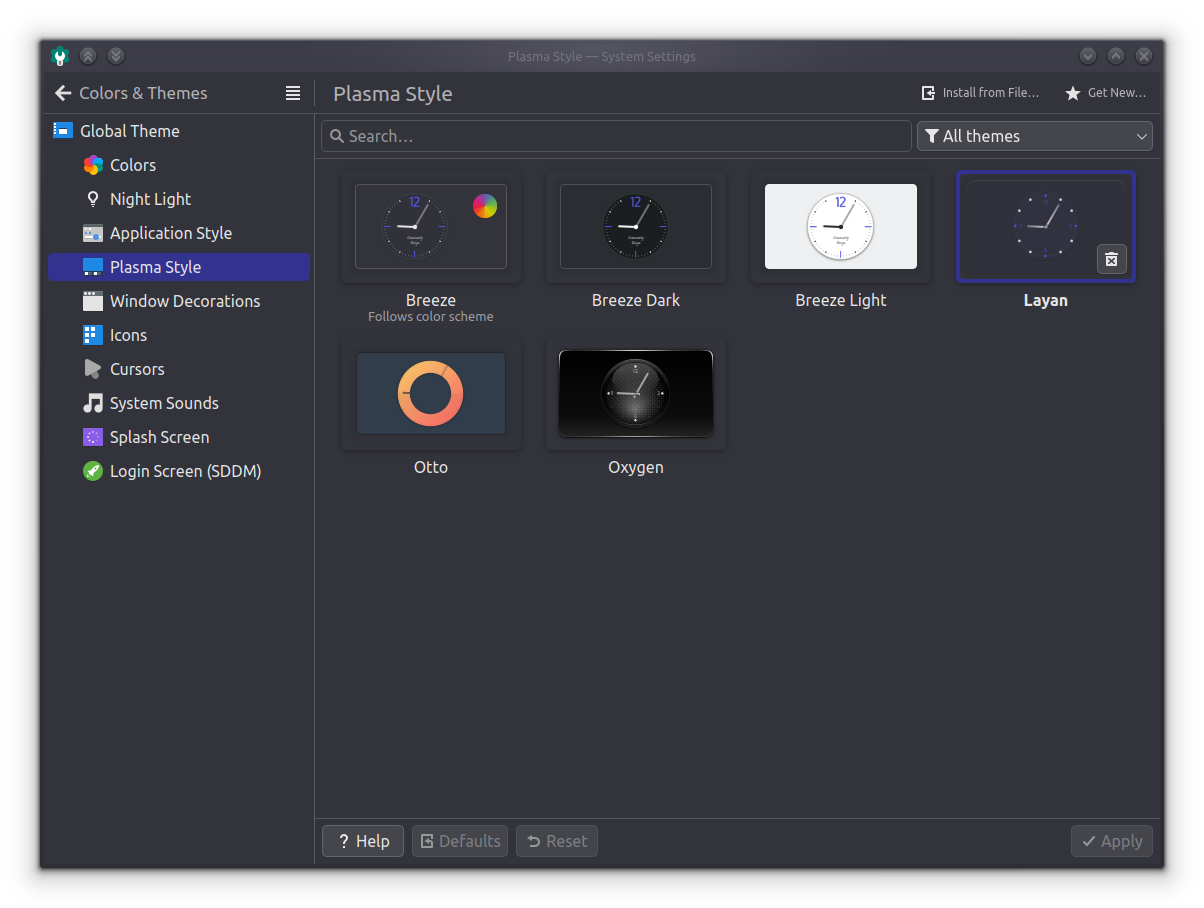 Plasma Style — System Settings
Colors & Themes
Plasma Style
Install from File...
Get New...
Global Theme
Colors
Night Light
Application Style
Plasma Style
Window Decorations
Icons
Cursors
System Sounds
Splash Screen
Login Screen (SDDM)
Search...
All themes
12
12
12
Breeze
Follows color scheme
Breeze Dark
Breeze Light
Layan
Otto
Oxygen
? Help
Defaults
Reset
Apply